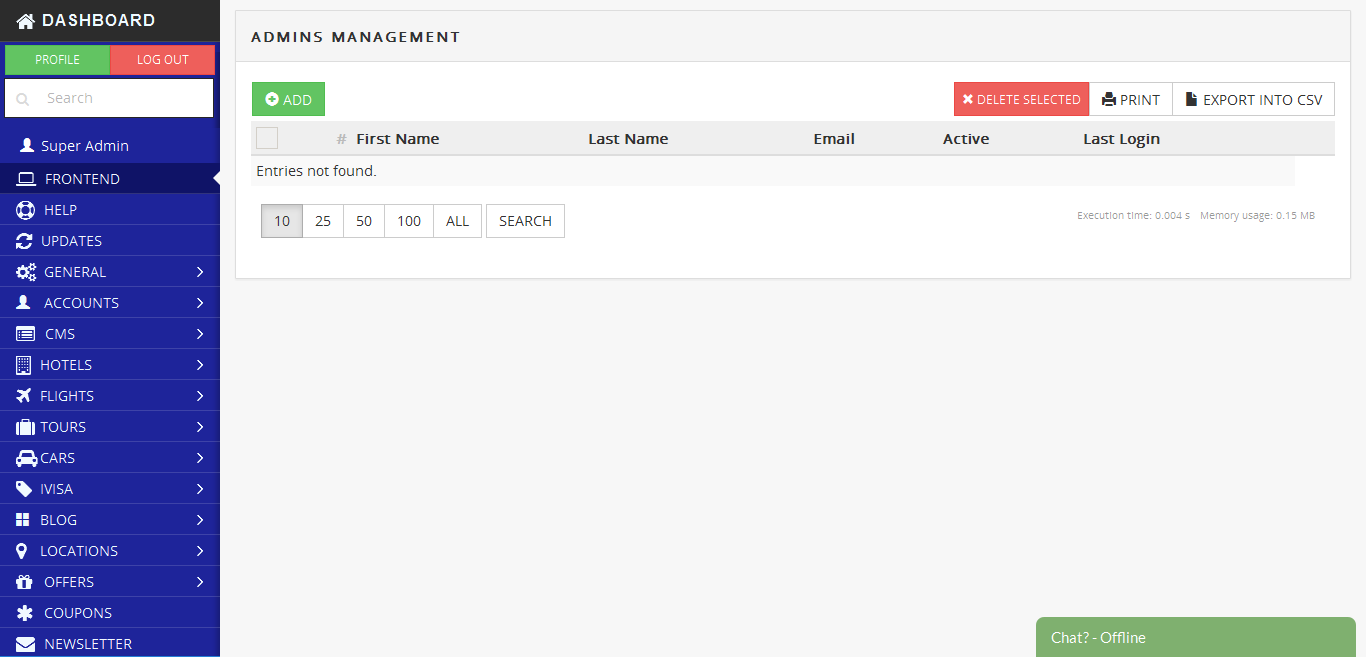 DASHBOARD
PROFILE LOG OUT
Search
Super Admin
FRONTEND
HELP
UPDATES
GENERAL
ACCOUNTS
CMS
HOTELS
FLIGHTS
TOURS
CARS
IVISA
BLOG
LOCATIONS
OFFERS
COUPONS
NEWSLETTER
ADMINS MANAGEMENT
ADD DELETE SELECTED PRINT EXPORT INTO CSV
# First Name Last Name Email Active Last Login
Entries not found.
10 25 50 100 ALL SEARCH Execution time: 0.004 s Memory usage: 0.15 MB
Chat? - Offline